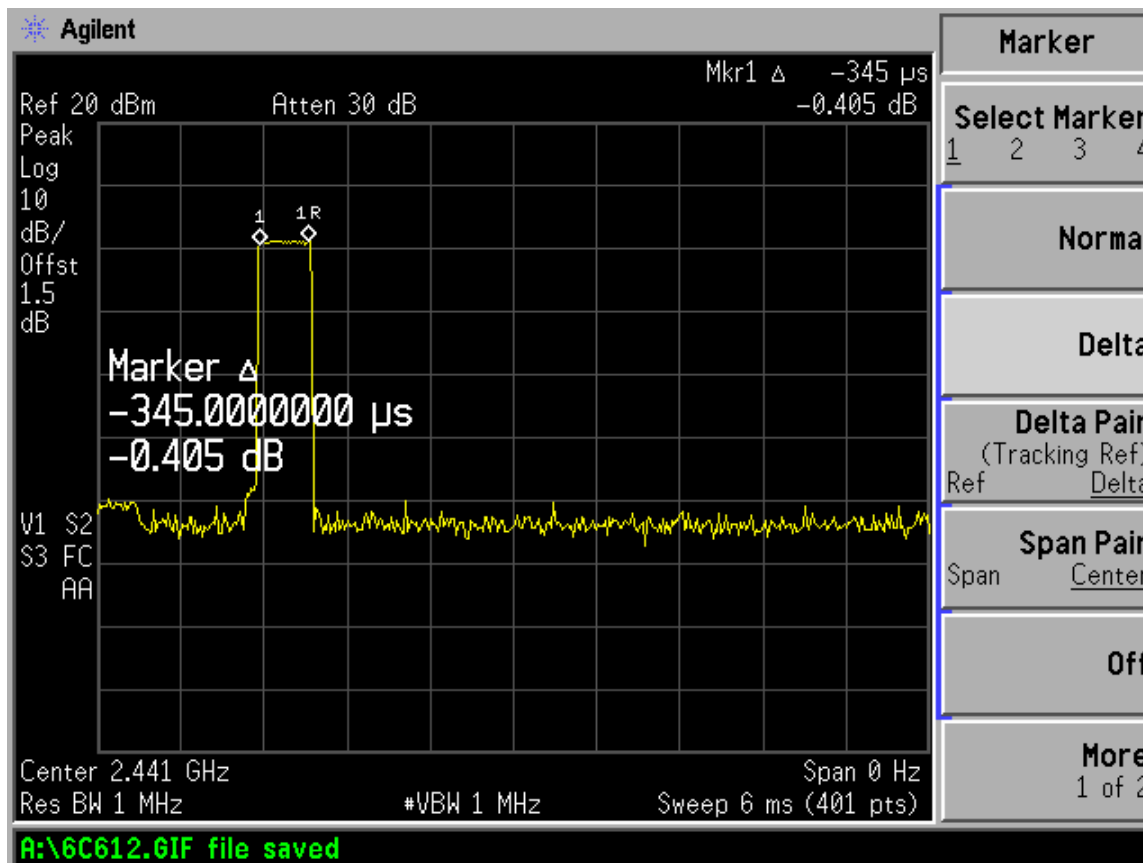 Agilent
Marker
Mkr1 Δ -345 µs
Ref 20 dBm Atten 30 dB -0.405 dB
Peak
Log
10
dB/
Offst
1.5
dB
1 1R
Marker Δ
-345.0000000 µs
-0.405 dB
V1 S2
S3 FC
AA
Center 2.441 GHz Span 0 Hz
Res BW 1 MHz #VBW 1 MHz Sweep 6 ms (401 pts)
A:\6C612.GIF file saved
Select Marker
1 2 3 4
Norma
Delta
Delta Pair
(Tracking Ref)
Ref Delta
Span Pair
Span Center
Off
More
1 of 2